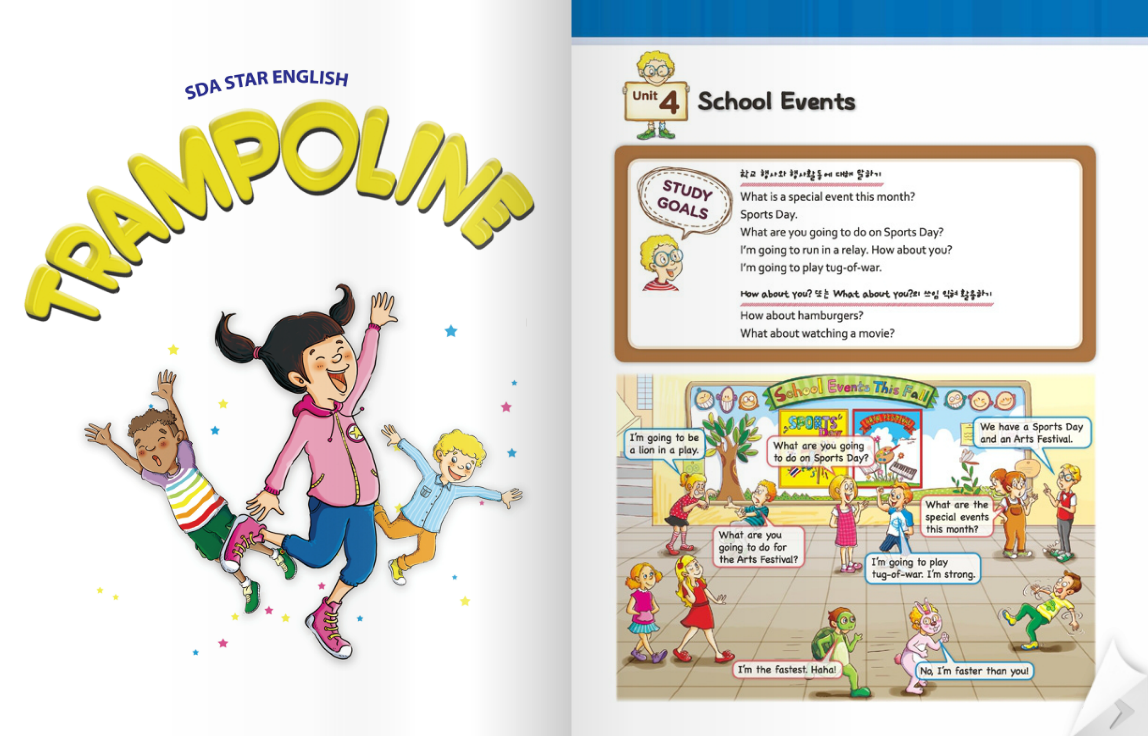 SDA STAR ENGLISH
TRAMPOLINE
Unit 4
School Events
STUDY
GOALS
학교 행사와 행사활동에 대해 말하기
What is a special event this month?
Sports Day.
What are you going to do on Sports Day?
I'm going to run in a relay. How about you?
I'm going to play tug-of-war.
How about you? 또는 What about you?의 쓰임 익혀 활용하기
How about hamburgers?
What about watching a movie?
School Events This Fall
I'm going to be
a lion in a play.
SPORTS
What are you going
to do on Sports Day?
We have a Sports Day
and an Arts Festival.
What are the
special events
this month?
What are you
going to do for
the Arts Festival?
I'm going to play
tug-of-war. I'm strong.
I'm the fastest. Haha!
No, I'm faster than you!